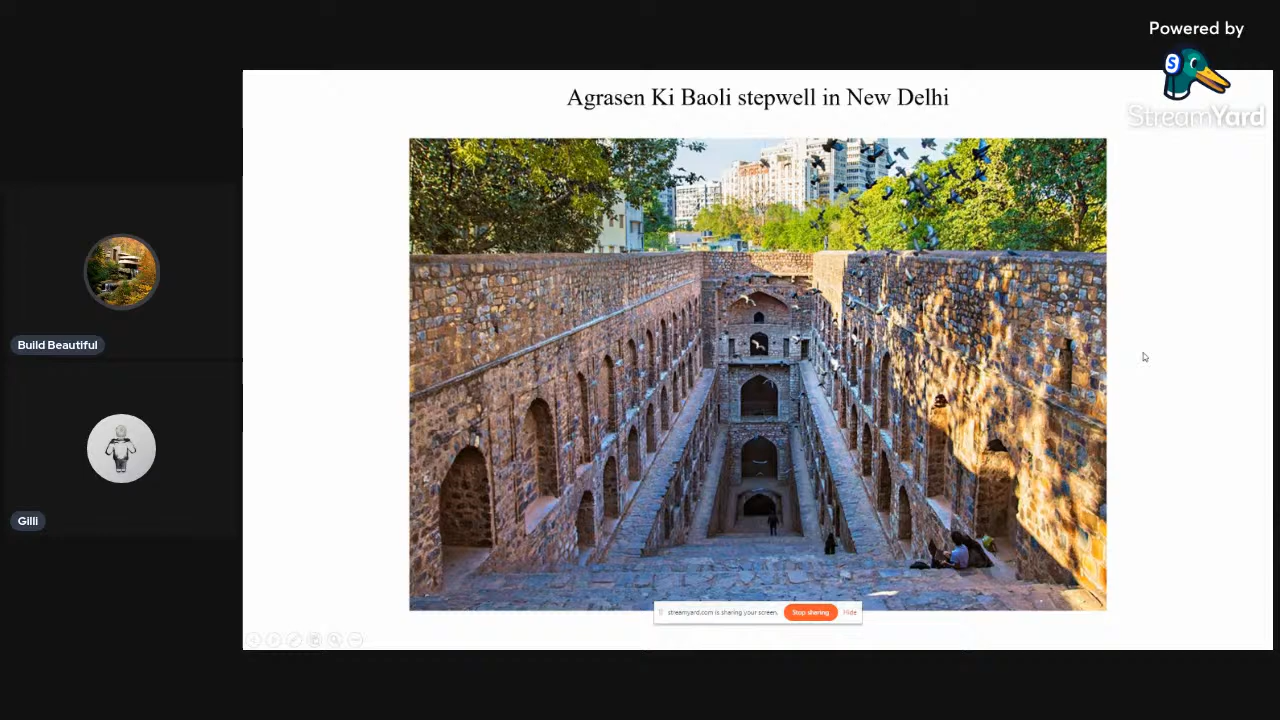 Powered by
StreamYard
Agrasen Ki Baoli stepwell in New Delhi
Build Beautiful
Gilli
streamyard.com is sharing your screen.
Stop sharing
Hide